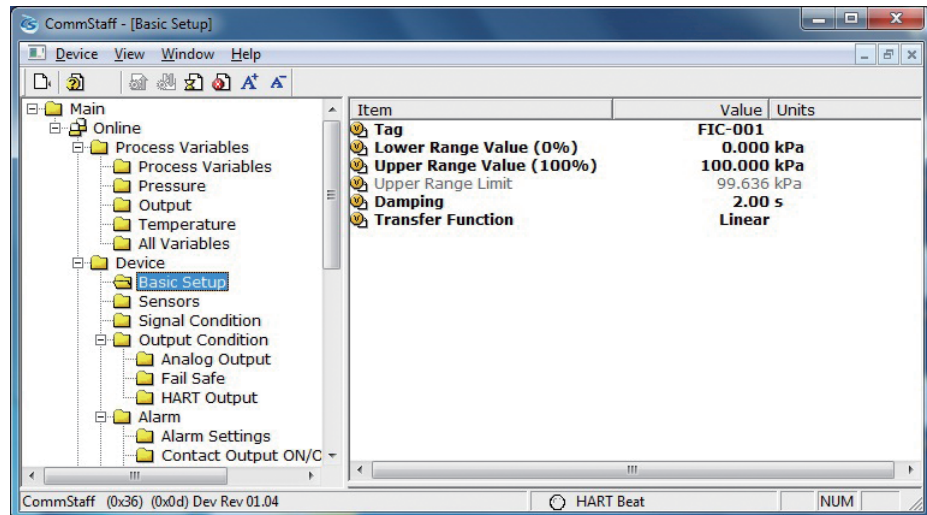 CommStaff - [Basic Setup]
Device View Window Help
Main
Online
Process Variables
Process Variables
Pressure
Output
Temperature
All Variables
Device
Basic Setup
Sensors
Signal Condition
Output Condition
Analog Output
Fail Safe
HART Output
Alarm
Alarm Settings
Contact Output ON/O
Item Value Units
Tag FIC-001
Lower Range Value (0%) 0.000 kPa
Upper Range Value (100%) 100.000 kPa
Upper Range Limit 99.636 kPa
Damping 2.00 s
Transfer Function Linear
CommStaff (0x36) (0x0d) Dev Rev 01.04 HART Beat NUM